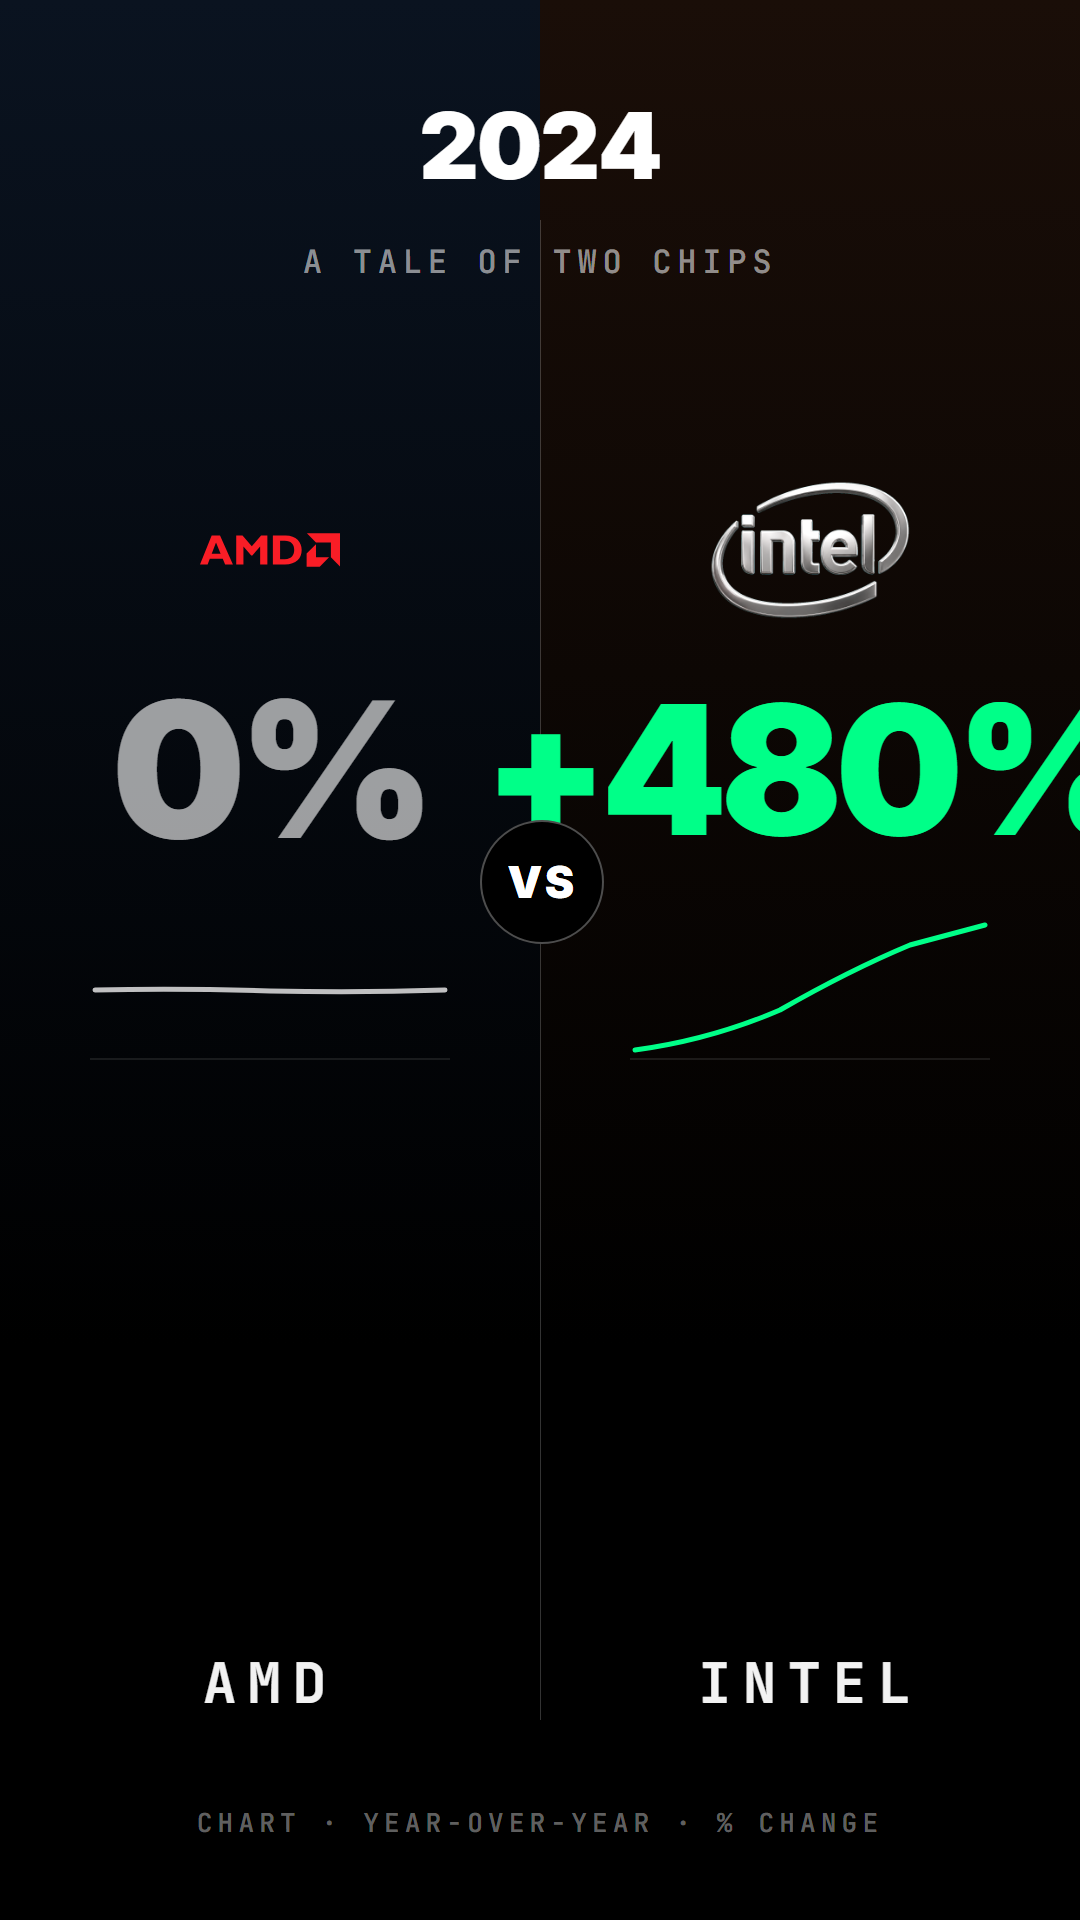 2024
A TALE OF TWO CHIPS
AMD
intel
0%
+480%
VS
AMD
INTEL
CHART · YEAR-OVER-YEAR · % CHANGE